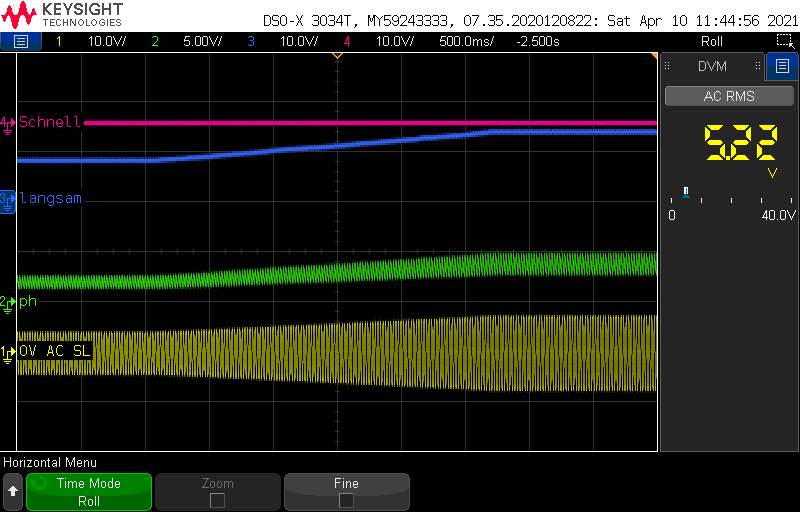 KEYSIGHT
TECHNOLOGIES
DSO-X 3034T, MY59243333, 07.35.2020120822: Sat Apr 10 11:44:56 2021
1 10.0V/ 2 5.00V/ 3 10.0V/ 4 10.0V/ 500.0ms/ -2.500s Roll
DVM
AC RMS
5.22
V
0 40.0V
4 Schnell
3 langsam
2 ph
1 0V AC SL
Horizontal Menu
Time Mode
Roll
Zoom
Fine